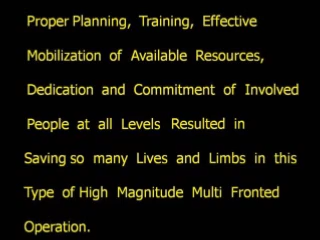 Proper Planning, Training, Effective
Mobilization of Available Resources,
Dedication and Commitment of Involved
People at all Levels Resulted in
Saving so many Lives and Limbs in this
Type of High Magnitude Multi Fronted
Operation.